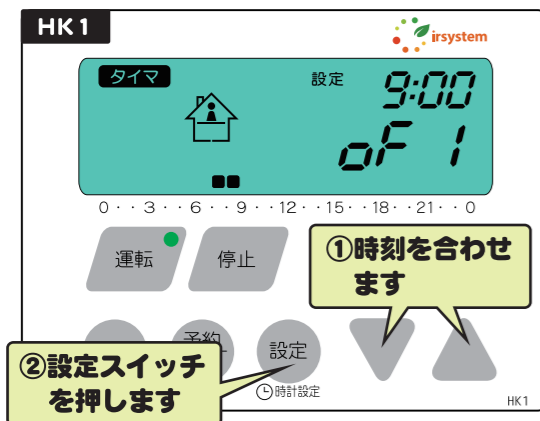 HK1
irsystem
タイマ
設定
9:00
oF 1
0・・3・・6・・9・・12・・15・・18・・21・・0
運転
停止
①時刻を合わせ
ます
予約
設定
②設定スイッチ
を押します
時計設定
HK1